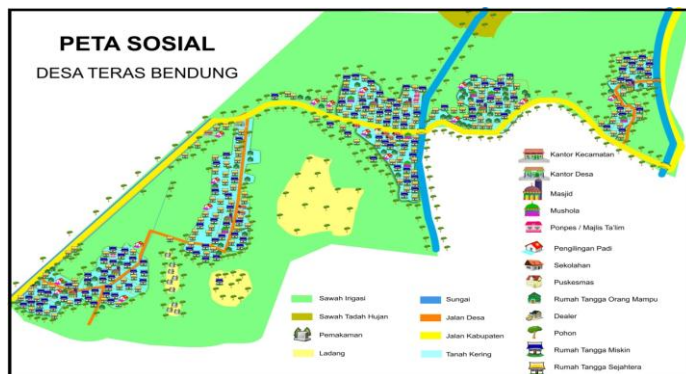 PETA SOSIAL
DESA TERAS BENDUNG
Kantor Kecamatan
Kantor Desa
Masjid
Mushola
Ponpes / Majlis Ta'lim
Pengilingan Padi
Sekolahan
Puskesmas
Rumah Tangga Orang Mampu
Dealer
Pohon
Rumah Tangga Miskin
Rumah Tangga Sejahtera
Sawah Irigasi
Sawah Tadah Hujan
Pemakaman
Ladang
Sungai
Jalan Desa
Jalan Kabupaten
Tanah Kering